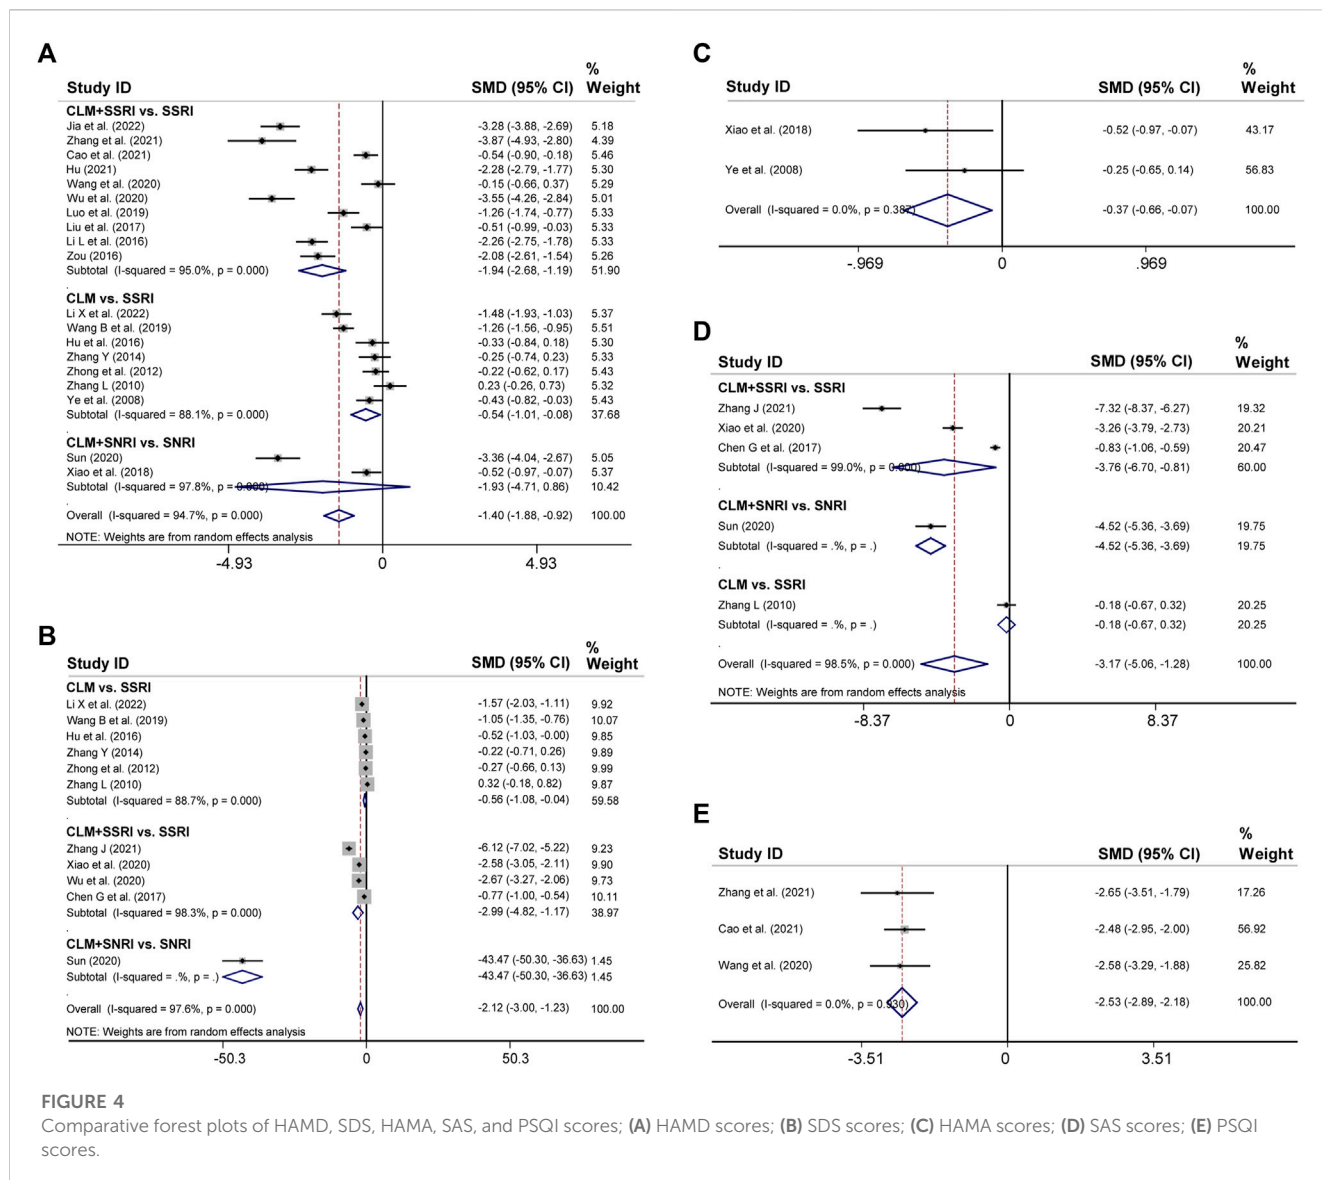 A
Study ID SMD (95% CI) % Weight
CLM+SSRI vs. SSRI
Jia et al. (2022) -3.28 (-3.88, -2.69) 5.18
Zhang et al. (2021) -3.87 (-4.93, -2.80) 4.39
Cao et al. (2021) -0.54 (-0.90, -0.18) 5.46
Hu (2021) -2.28 (-2.79, -1.77) 5.30
Wang et al. (2020) -0.15 (-0.66, 0.37) 5.29
Wu et al. (2020) -3.55 (-4.26, -2.84) 5.01
Luo et al. (2019) -1.26 (-1.74, -0.77) 5.33
Liu et al. (2017) -0.51 (-0.99, -0.03) 5.33
Li L et al. (2016) -2.26 (-2.75, -1.78) 5.33
Zou (2016) -2.08 (-2.61, -1.54) 5.26
Subtotal (I-squared = 95.0%, p = 0.000) -1.94 (-2.68, -1.19) 51.90
.
CLM vs. SSRI
Li X et al. (2022) -1.48 (-1.93, -1.03) 5.37
Wang B et al. (2019) -1.26 (-1.56, -0.95) 5.51
Hu et al. (2016) -0.33 (-0.84, 0.18) 5.30
Zhang Y (2014) -0.25 (-0.74, 0.23) 5.33
Zhong et al. (2012) -0.22 (-0.62, 0.17) 5.43
Zhang L (2010) 0.23 (-0.26, 0.73) 5.32
Ye et al. (2008) -0.43 (-0.82, -0.03) 5.43
Subtotal (I-squared = 88.1%, p = 0.000) -0.54 (-1.01, -0.08) 37.68
.
CLM+SNRI vs. SNRI
Sun (2020) -3.36 (-4.04, -2.67) 5.05
Xiao et al. (2018) -0.52 (-0.97, -0.07) 5.37
Subtotal (I-squared = 97.8%, p = 0.000) -1.93 (-4.71, 0.86) 10.42
.
Overall (I-squared = 94.7%, p = 0.000) -1.40 (-1.88, -0.92) 100.00
NOTE: Weights are from random effects analysis
-4.93 0 4.93
B
Study ID SMD (95% CI) % Weight
CLM vs. SSRI
Li X et al. (2022) -1.57 (-2.03, -1.11) 9.92
Wang B et al. (2019) -1.05 (-1.35, -0.76) 10.07
Hu et al. (2016) -0.52 (-1.03, -0.00) 9.85
Zhang Y (2014) -0.22 (-0.71, 0.26) 9.89
Zhong et al. (2012) -0.27 (-0.66, 0.13) 9.99
Zhang L (2010) 0.32 (-0.18, 0.82) 9.87
Subtotal (I-squared = 88.7%, p = 0.000) -0.56 (-1.08, -0.04) 59.58
.
CLM+SSRI vs. SSRI
Zhang J (2021) -6.12 (-7.02, -5.22) 9.23
Xiao et al. (2020) -2.58 (-3.05, -2.11) 9.90
Wu et al. (2020) -2.67 (-3.27, -2.06) 9.73
Chen G et al. (2017) -0.77 (-1.00, -0.54) 10.11
Subtotal (I-squared = 98.3%, p = 0.000) -2.99 (-4.82, -1.17) 38.97
.
CLM+SNRI vs. SNRI
Sun (2020) -43.47 (-50.30, -36.63) 1.45
Subtotal (I-squared = .%, p = .) -43.47 (-50.30, -36.63) 1.45
.
Overall (I-squared = 97.6%, p = 0.000) -2.12 (-3.00, -1.23) 100.00
NOTE: Weights are from random effects analysis
-50.3 0 50.3
C
Study ID SMD (95% CI) % Weight
Xiao et al. (2018) -0.52 (-0.97, -0.07) 43.17
Ye et al. (2008) -0.25 (-0.65, 0.14) 56.83
Overall (I-squared = 0.0%, p = 0.387) -0.37 (-0.66, -0.07) 100.00
-.969 0 .969
D
Study ID SMD (95% CI) % Weight
CLM+SSRI vs. SSRI
Zhang J (2021) -7.32 (-8.37, -6.27) 19.32
Xiao et al. (2020) -3.26 (-3.79, -2.73) 20.21
Chen G et al. (2017) -0.83 (-1.06, -0.59) 20.47
Subtotal (I-squared = 99.0%, p = 0.000) -3.76 (-6.70, -0.81) 60.00
.
CLM+SNRI vs. SNRI
Sun (2020) -4.52 (-5.36, -3.69) 19.75
Subtotal (I-squared = .%, p = .) -4.52 (-5.36, -3.69) 19.75
.
CLM vs. SSRI
Zhang L (2010) -0.18 (-0.67, 0.32) 20.25
Subtotal (I-squared = .%, p = .) -0.18 (-0.67, 0.32) 20.25
.
Overall (I-squared = 98.5%, p = 0.000) -3.17 (-5.06, -1.28) 100.00
NOTE: Weights are from random effects analysis
-8.37 0 8.37
E
Study ID SMD (95% CI) % Weight
Zhang et al. (2021) -2.65 (-3.51, -1.79) 17.26
Cao et al. (2021) -2.48 (-2.95, -2.00) 56.92
Wang et al. (2020) -2.58 (-3.29, -1.88) 25.82
Overall (I-squared = 0.0%, p = 0.930) -2.53 (-2.89, -2.18) 100.00
-3.51 0 3.51
FIGURE 4
Comparative forest plots of HAMD, SDS, HAMA, SAS, and PSQI scores; (A) HAMD scores; (B) SDS scores; (C) HAMA scores; (D) SAS scores; (E) PSQI
scores.